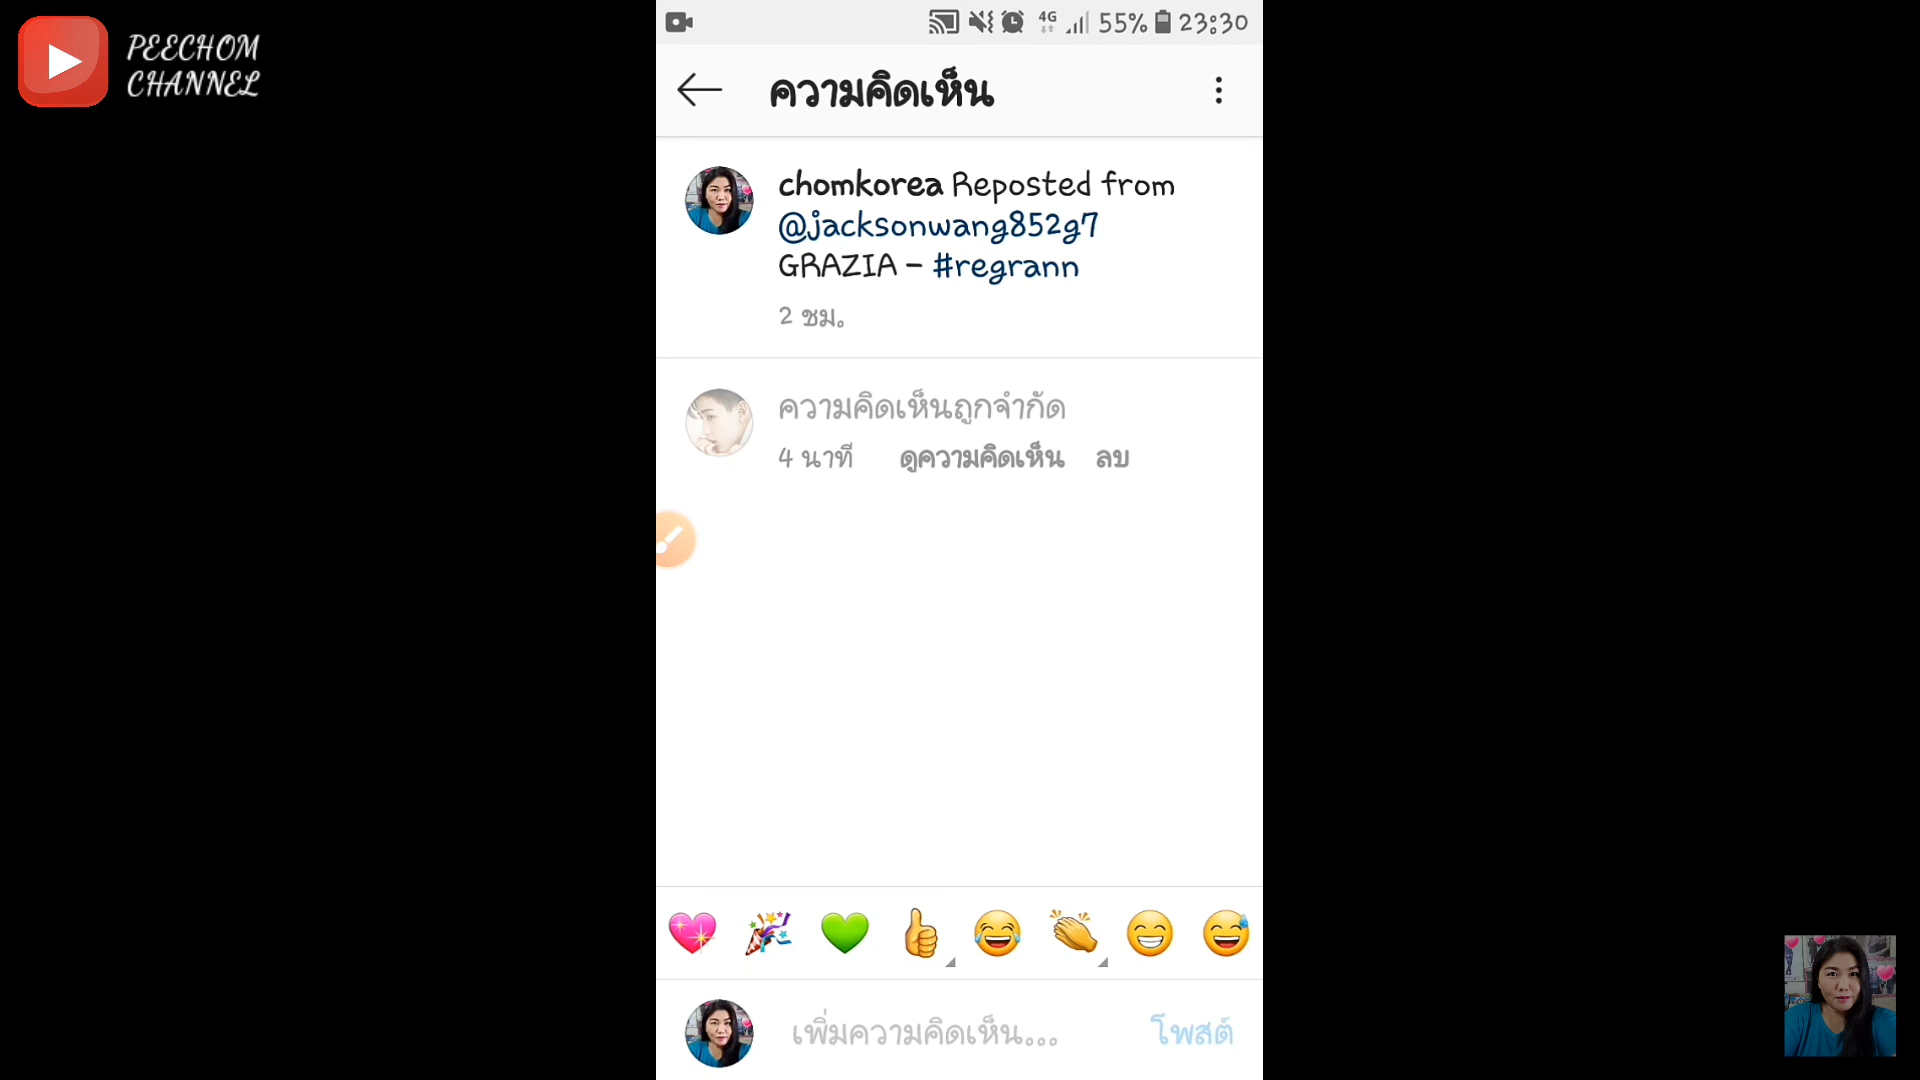 PEECHOM
CHANNEL
4G 55% 23:30
ความคิดเห็น
chomkorea Reposted from
@jacksonwang852g7
GRAZIA - #regrann
2 ชม.
ความคิดเห็นถูกจำกัด
4 นาที ดูความคิดเห็น ลบ
เพิ่มความคิดเห็น... โพสต์